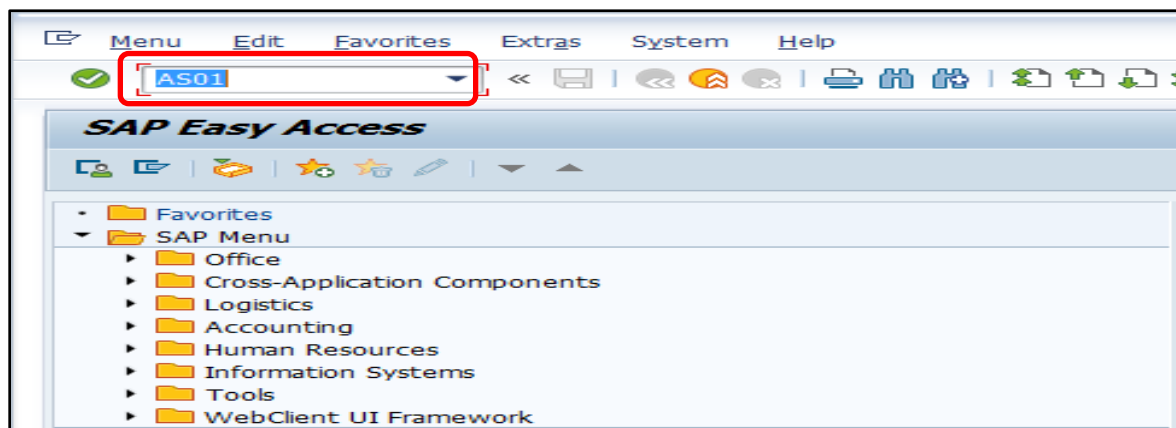 Menu Edit Favorites Extras System Help
AS01
SAP Easy Access
Favorites
SAP Menu
Office
Cross-Application Components
Logistics
Accounting
Human Resources
Information Systems
Tools
WebClient UI Framework